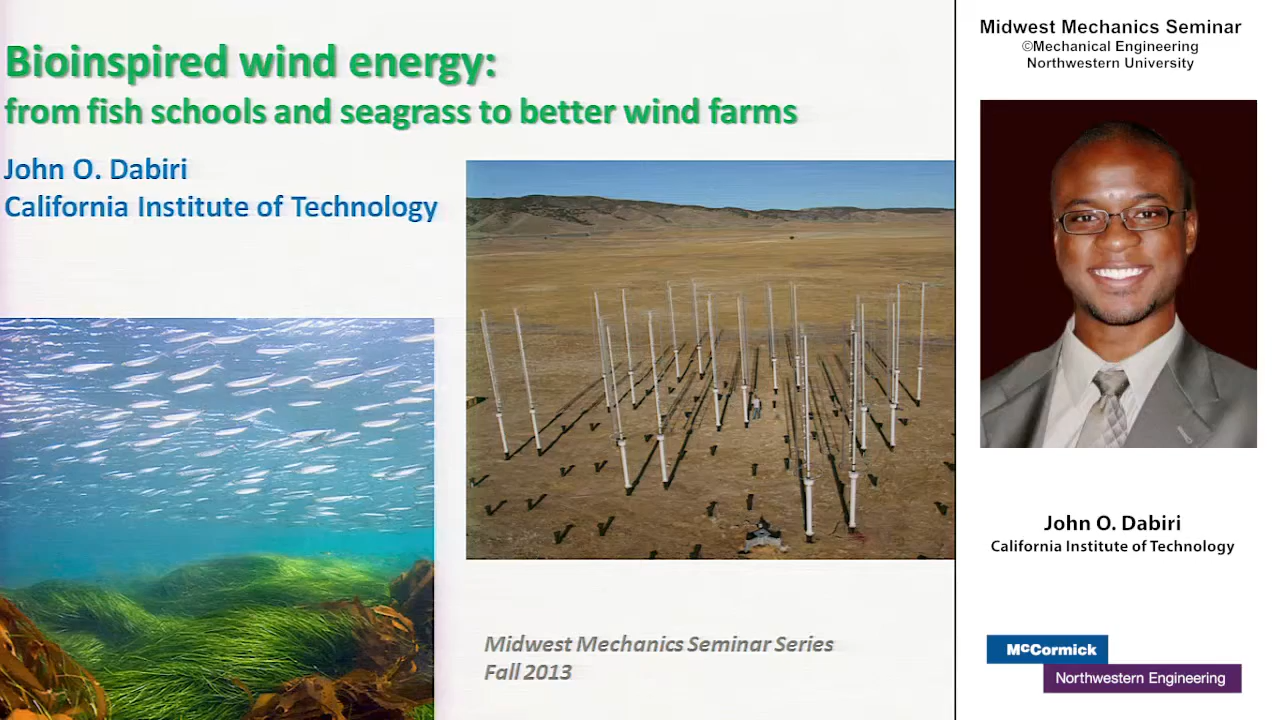 Bioinspired wind energy:
from fish schools and seagrass to better wind farms
John O. Dabiri
California Institute of Technology
Midwest Mechanics Seminar Series
Fall 2013
Midwest Mechanics Seminar
©Mechanical Engineering
Northwestern University
John O. Dabiri
California Institute of Technology
McCormick
Northwestern Engineering